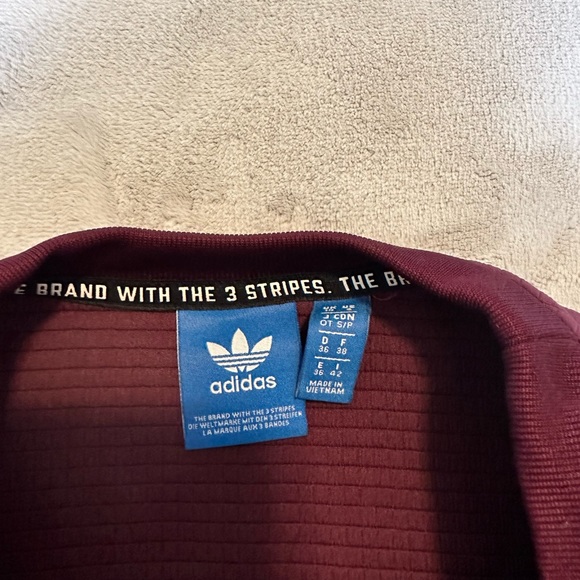 E BRAND WITH THE 3 STRIPES. THE BR
adidas
THE BRAND WITH THE 3 STRIPES
DIE WELTMARKE MIT DEN 3 STREIFEN
LA MARQUE AUX 3 BANDES
J CDN
OT S/P
D F
36 38
E I
36 42
MADE IN
VIETNAM